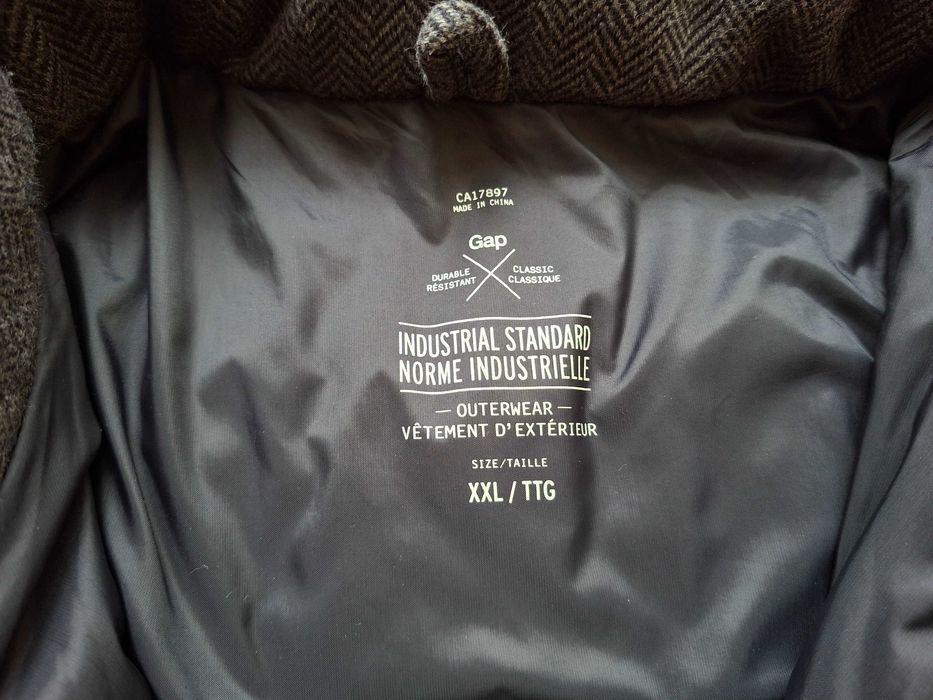 CA17897
MADE IN CHINA
Gap
DURABLE
RÉSISTANT
CLASSIC
CLASSIQUE
INDUSTRIAL STANDARD
NORME INDUSTRIELLE
— OUTERWEAR —
VÊTEMENT D'EXTÉRIEUR
SIZE/TAILLE
XXL / TTG